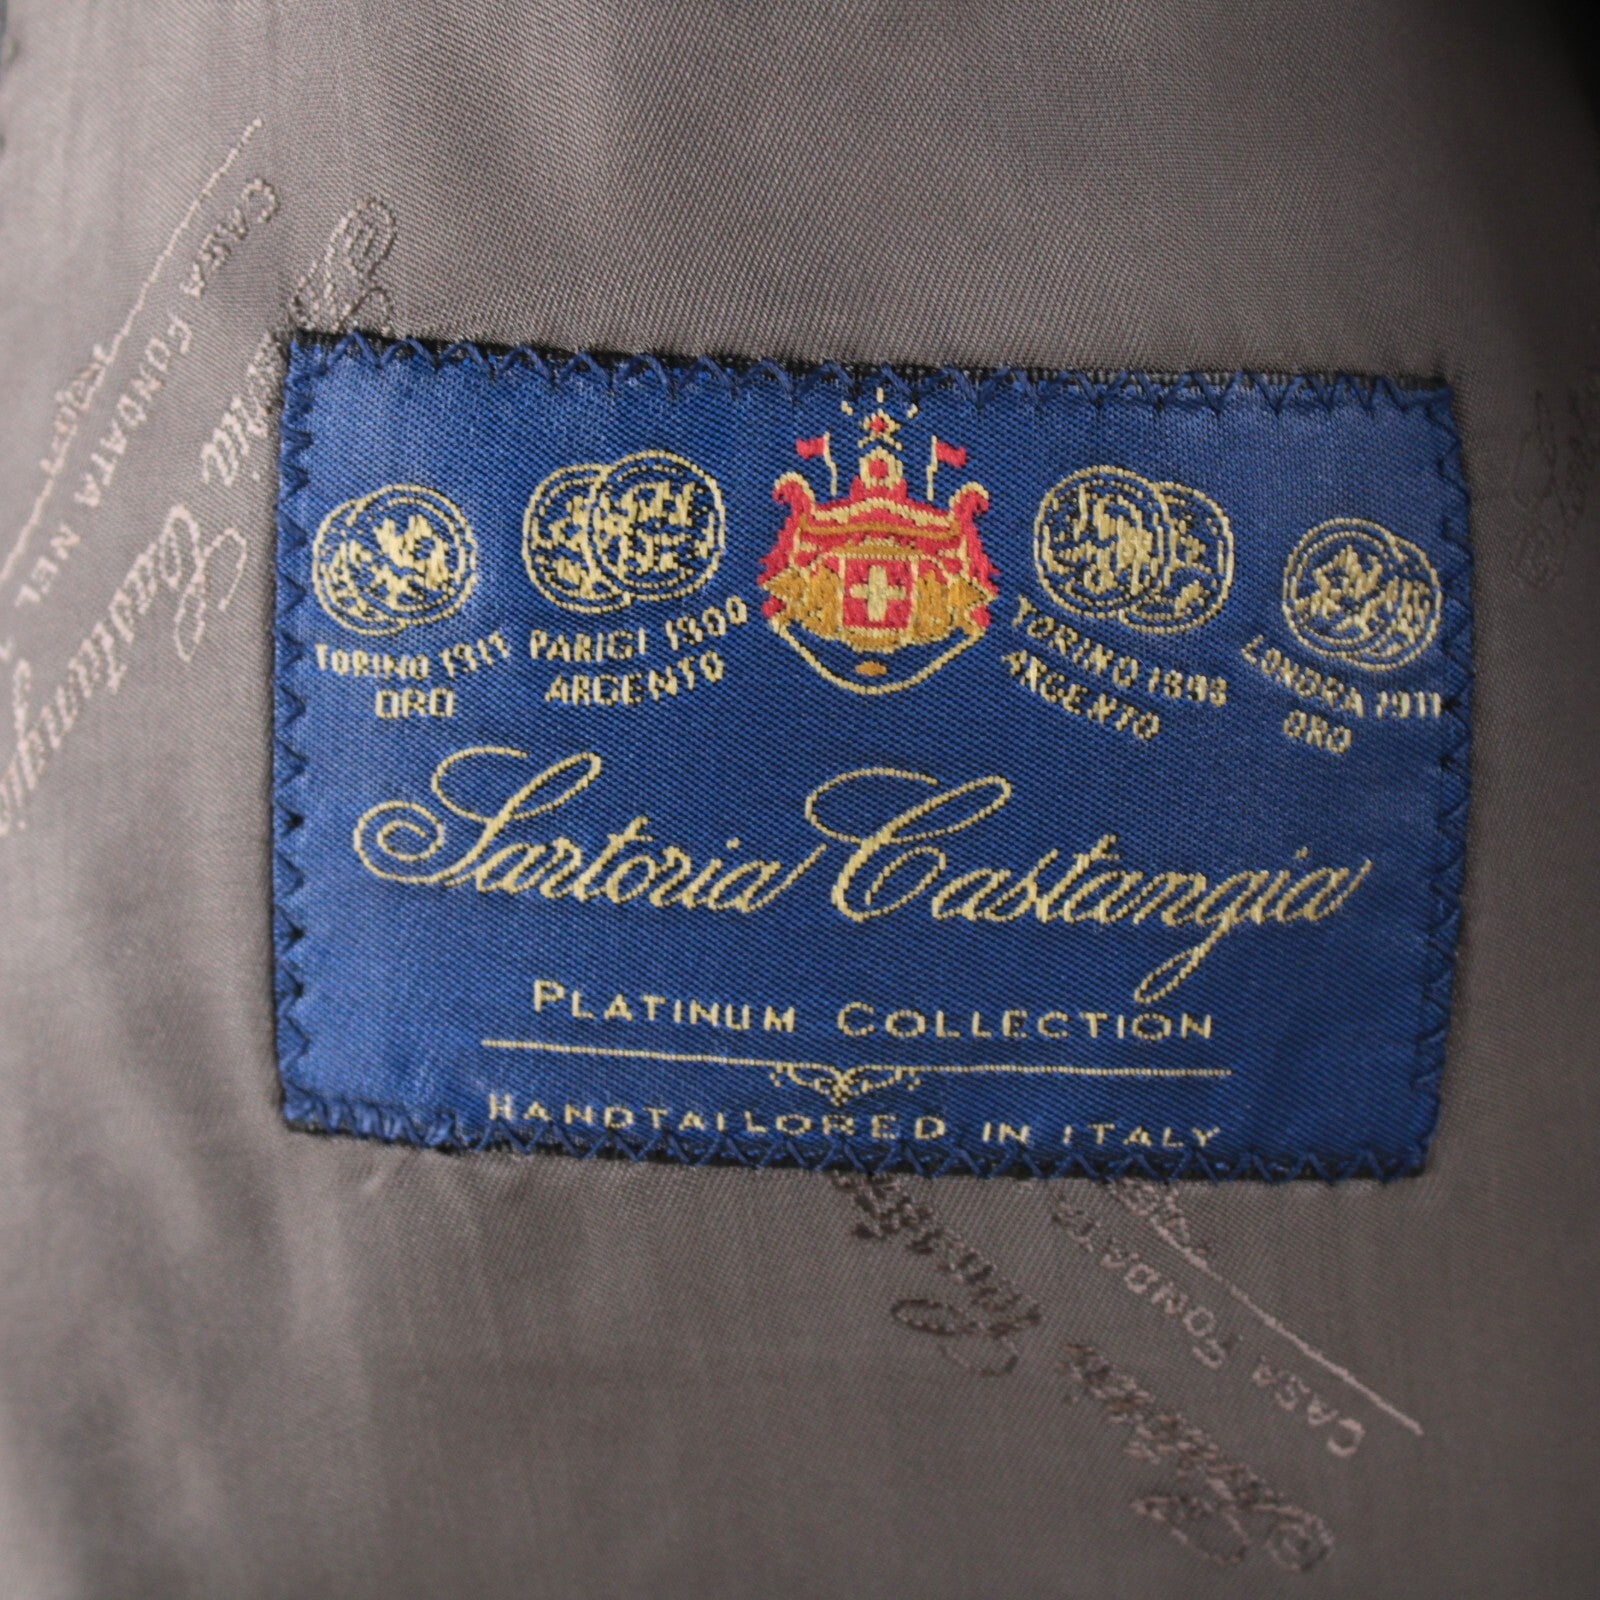 TORINO 1911
ORO
PARIGI 1900
ARGENTO
TORINO 1898
ARGENTO
LONDRA 1911
ORO
Sartoria Castangia
PLATINUM COLLECTION
HANDTAILORED IN ITALY
CASA FONDATA NEL
Castangia
CASA FONDATA